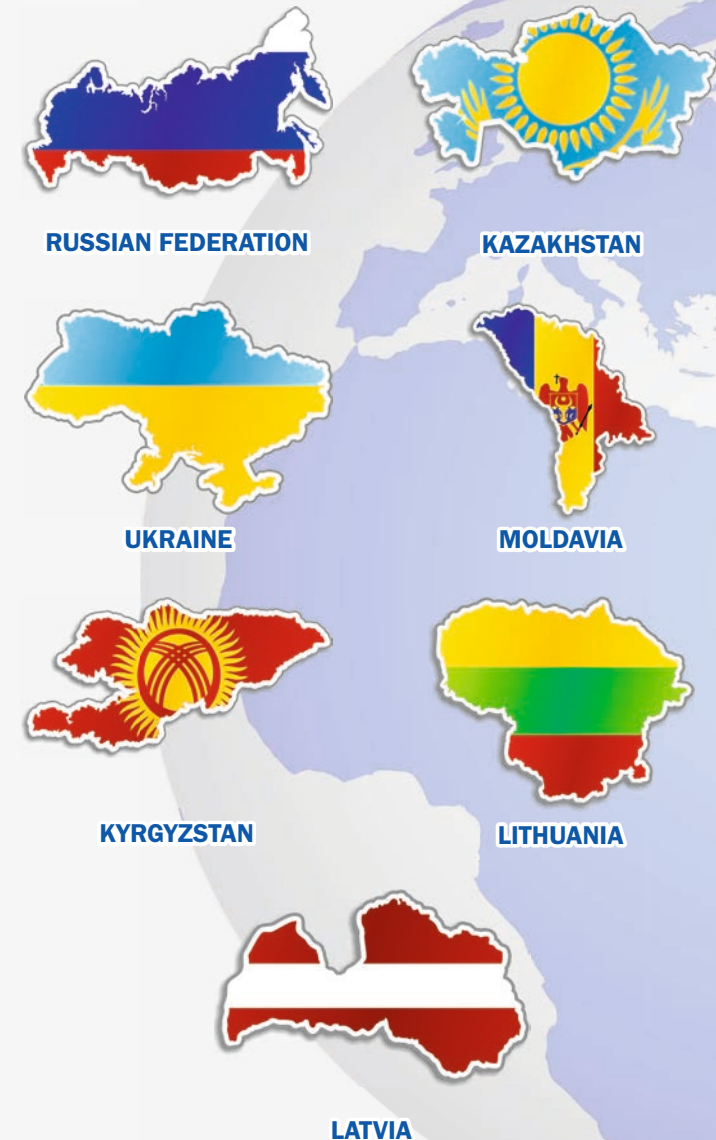 RUSSIAN FEDERATION
KAZAKHSTAN
UKRAINE
MOLDAVIA
KYRGYZSTAN
LITHUANIA
LATVIA